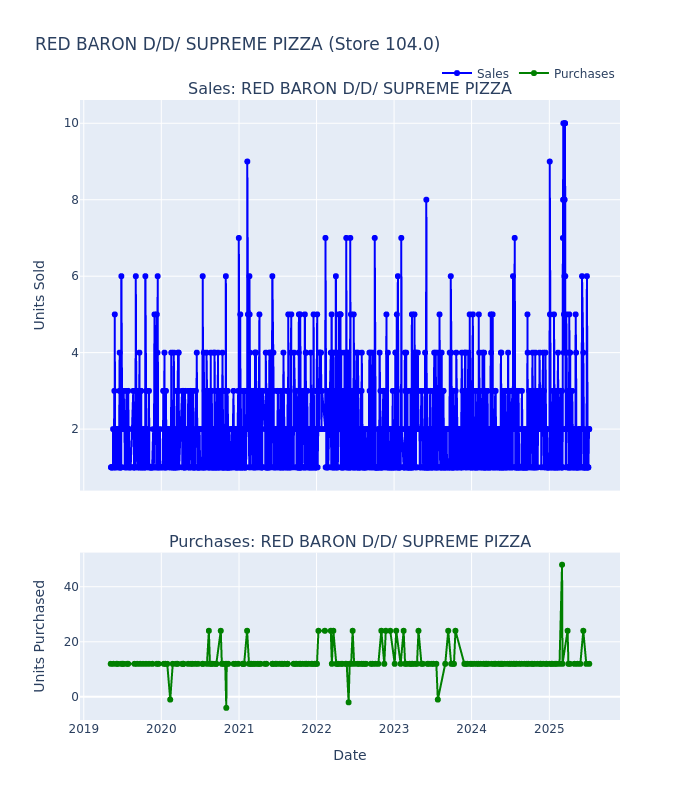 RED BARON D/D/ SUPREME PIZZA (Store 104.0)
Sales Purchases
Sales: RED BARON D/D/ SUPREME PIZZA
10
8
6
4
2
Units Sold
Purchases: RED BARON D/D/ SUPREME PIZZA
40
20
0
Units Purchased
2019 2020 2021 2022 2023 2024 2025
Date